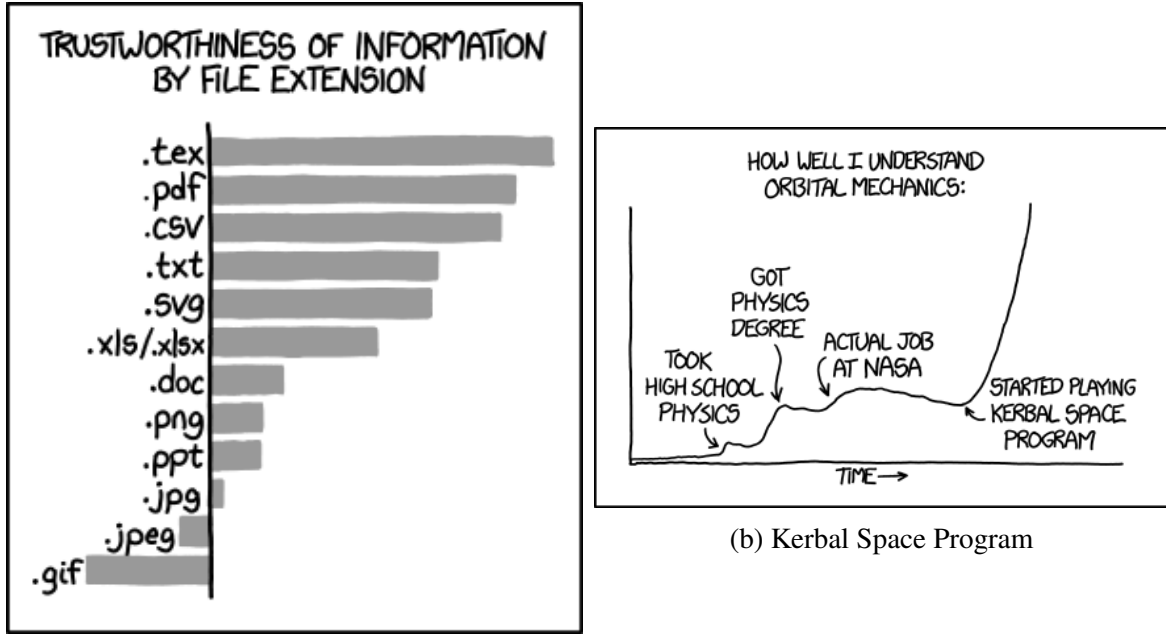 TRUSTWORTHINESS OF INFORMATION
BY FILE EXTENSION
.tex
.pdf
.csv
.txt
.svg
.xls/.xlsx
.doc
.png
.ppt
.jpg
.jpeg
.gif
HOW WELL I UNDERSTAND
ORBITAL MECHANICS:
TOOK
HIGH SCHOOL
PHYSICS
GOT
PHYSICS
DEGREE
ACTUAL JOB
AT NASA
STARTED PLAYING
KERBAL SPACE
PROGRAM
TIME→
(b) Kerbal Space Program